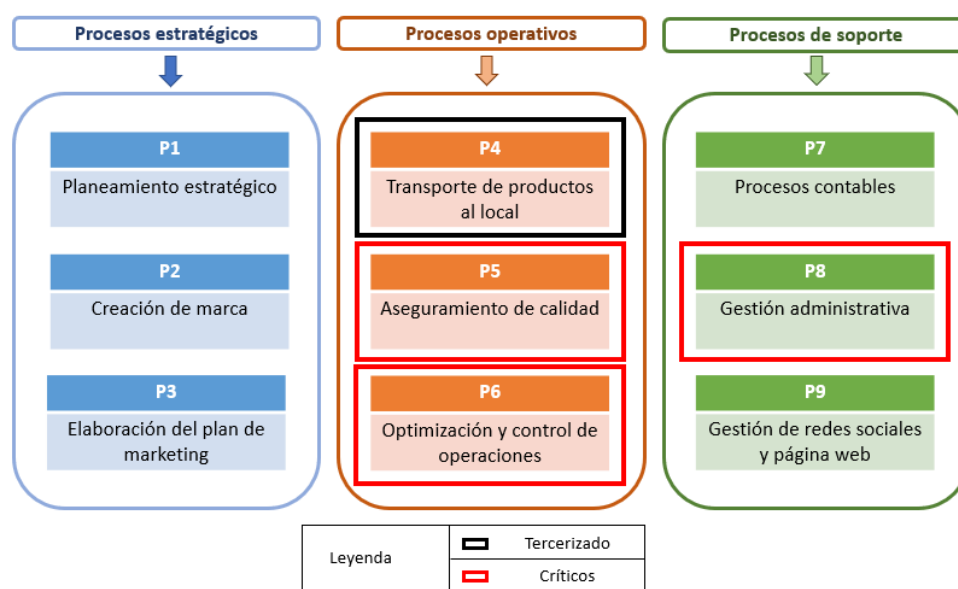 Procesos estratégicos
Procesos operativos
Procesos de soporte
P1
Planeamiento estratégico
P2
Creación de marca
P3
Elaboración del plan de
marketing
P4
Transporte de productos
al local
P5
Aseguramiento de calidad
P6
Optimización y control de
operaciones
P7
Procesos contables
P8
Gestión administrativa
P9
Gestión de redes sociales
y página web
Leyenda
Tercerizado
Críticos